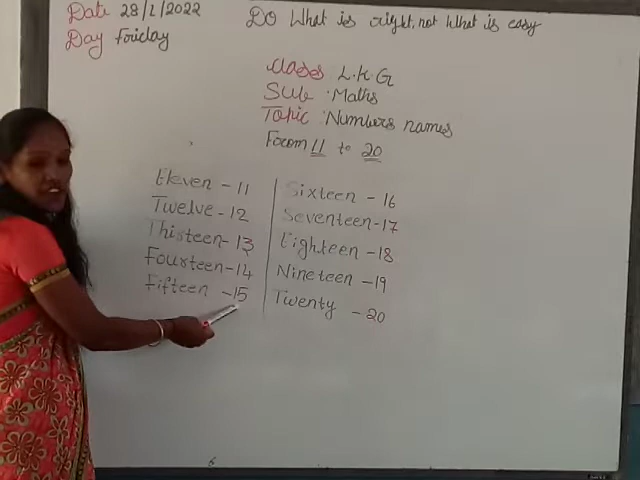 Date 28/1/2022
Day Friday
Do What is right, not What is easy
Class L.K.G
Sub : Maths
Topic : Numbers names
From 11 to 20
Eleven - 11
Twelve - 12
Thirteen - 13
Fourteen - 14
Fifteen - 15
Sixteen - 16
Seventeen - 17
Eighteen - 18
Nineteen - 19
Twenty - 20